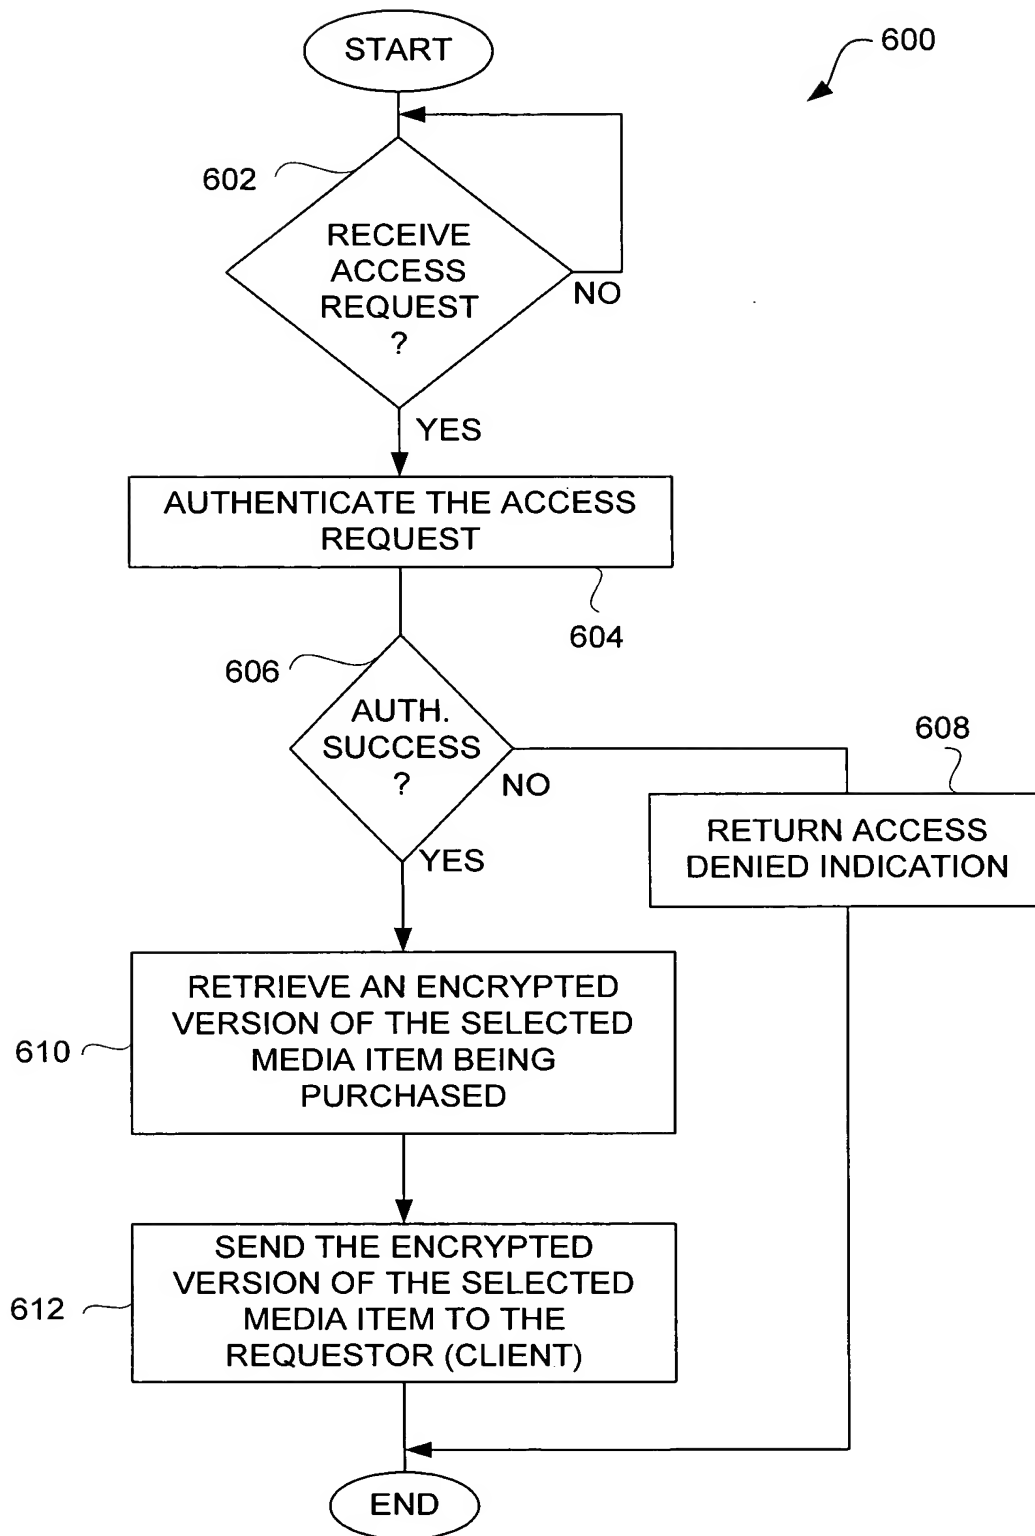 START
600
602
RECEIVE
ACCESS
REQUEST
?
NO
YES
AUTHENTICATE THE ACCESS
REQUEST
604
606
AUTH.
SUCCESS
?
NO
608
RETURN ACCESS
DENIED INDICATION
YES
RETRIEVE AN ENCRYPTED
VERSION OF THE SELECTED
MEDIA ITEM BEING
PURCHASED
610
SEND THE ENCRYPTED
VERSION OF THE SELECTED
MEDIA ITEM TO THE
REQUESTOR (CLIENT)
612
END